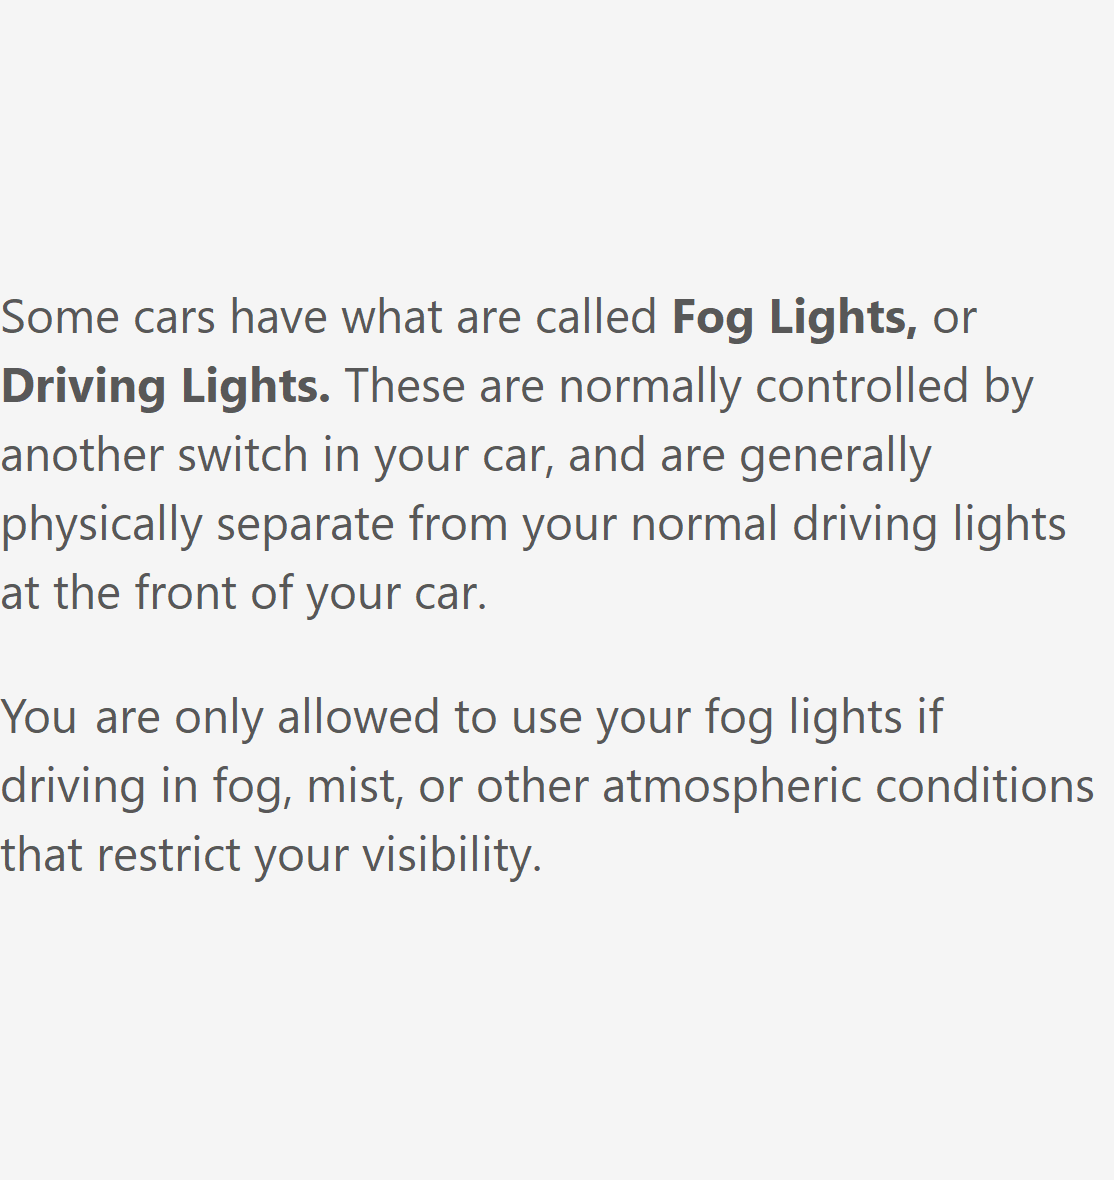 Some cars have what are called Fog Lights, or
Driving Lights. These are normally controlled by
another switch in your car, and are generally
physically separate from your normal driving lights
at the front of your car.
You are only allowed to use your fog lights if
driving in fog, mist, or other atmospheric conditions
that restrict your visibility.